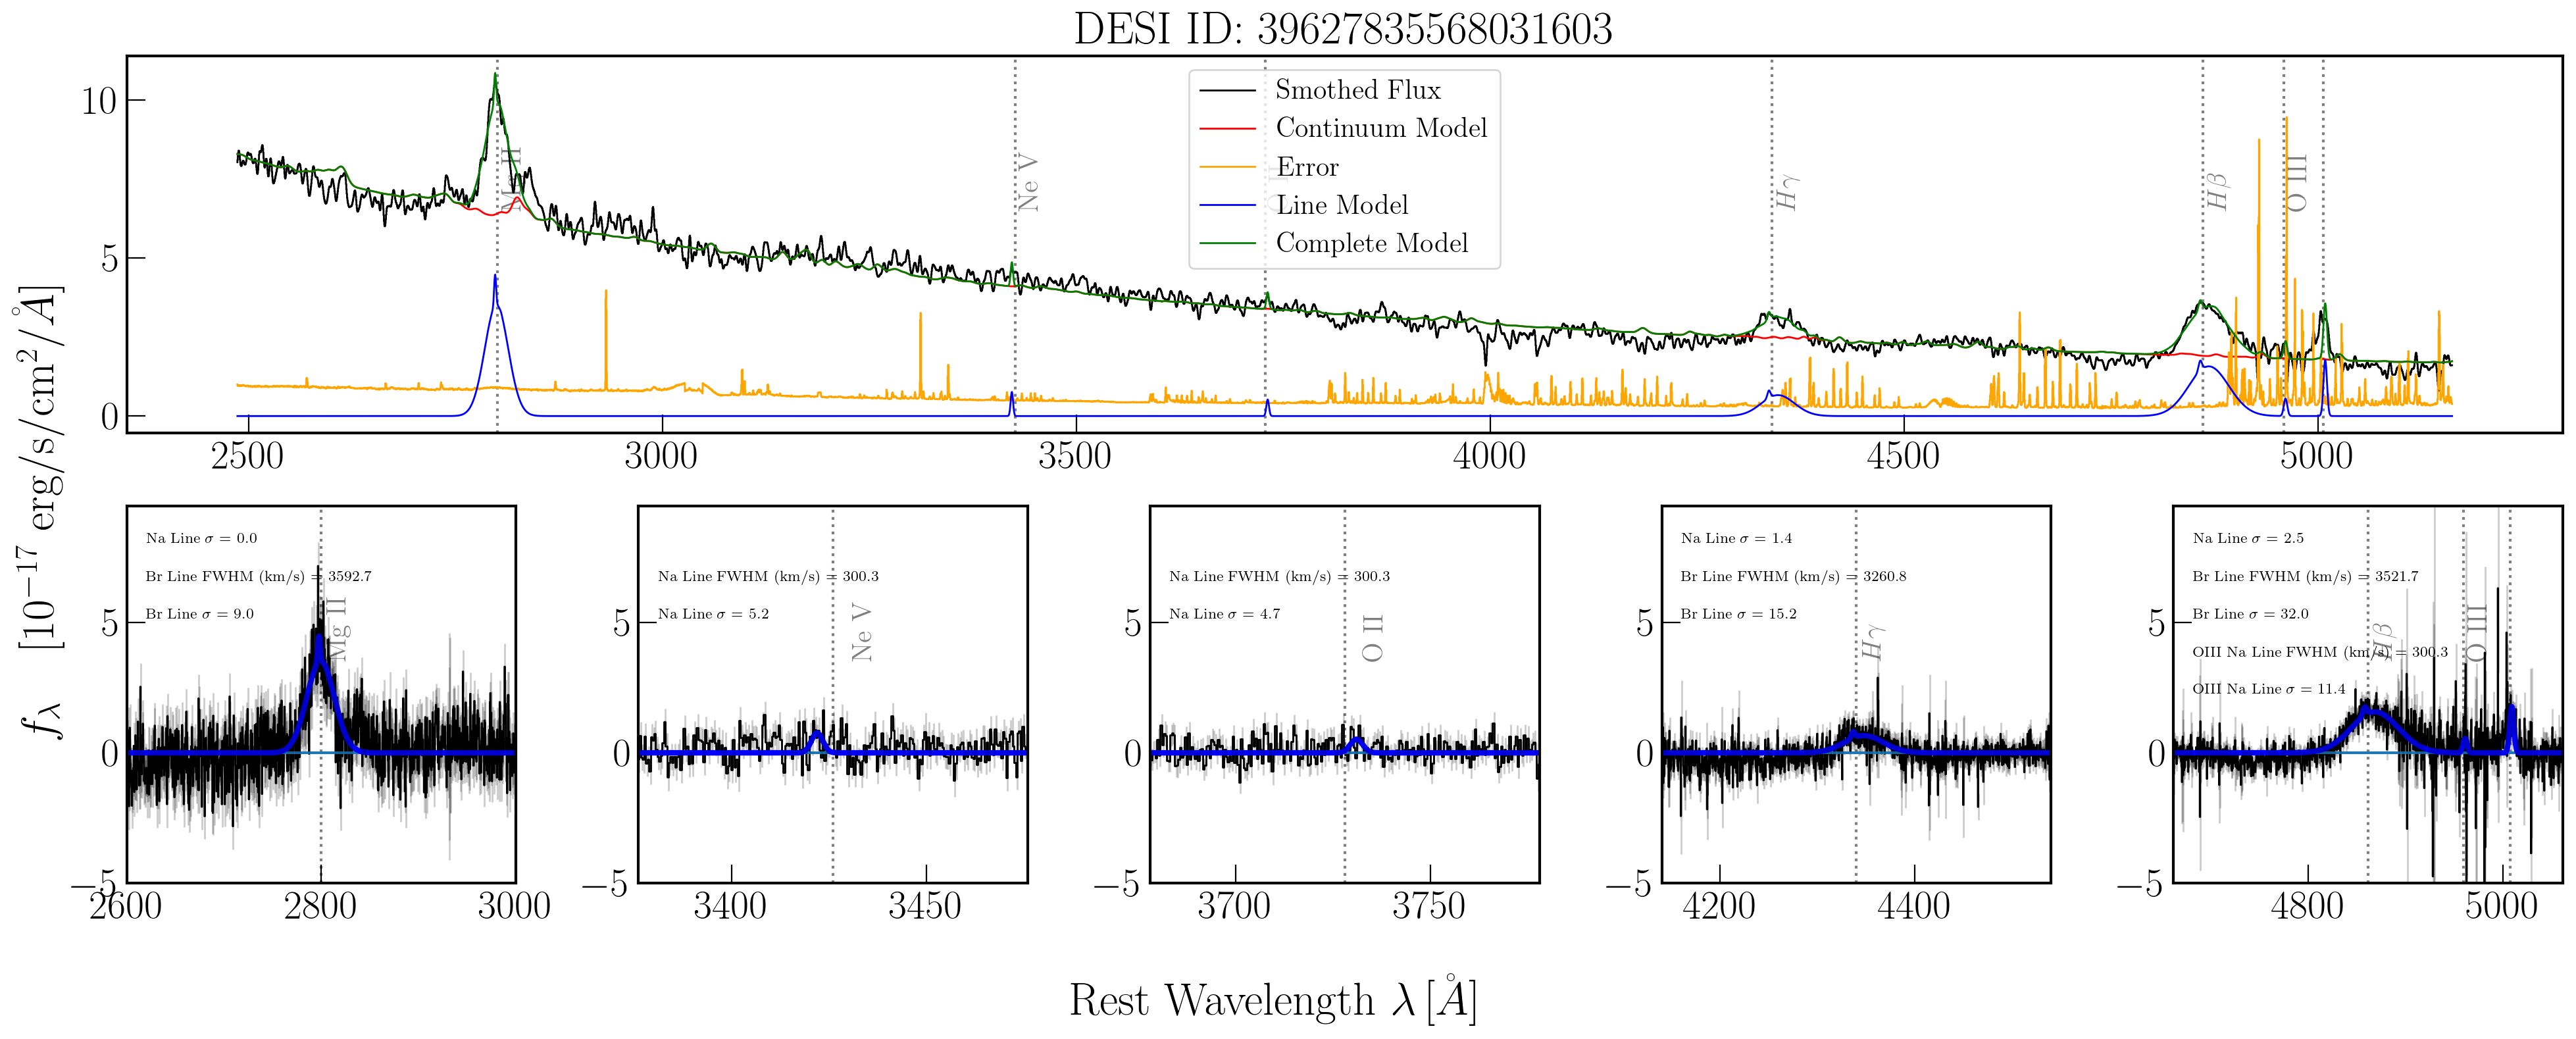 DESI ID: 39627835568031603
Smothed Flux
Continuum Model
Error
Line Model
Complete Model
Mg II
Ne V
O II
Hγ
Hβ
O III
10
5
0
2500 3000 3500 4000 4500 5000
f_λ [10^{-17} erg/s/cm^2/Å]
Na Line σ = 0.0
Br Line FWHM (km/s) = 3592.7
Br Line σ = 9.0
Mg II
5
0
−5
2600 2800 3000
Na Line FWHM (km/s) = 300.3
Na Line σ = 5.2
Ne V
5
0
−5
3400 3450
Na Line FWHM (km/s) = 300.3
Na Line σ = 4.7
O II
5
0
−5
3700 3750
Na Line σ = 1.4
Br Line FWHM (km/s) = 3260.8
Br Line σ = 15.2
Hγ
5
0
−5
4200 4400
Na Line σ = 2.5
Br Line FWHM (km/s) = 3521.7
Br Line σ = 32.0
OIII Na Line FWHM (km/s) = 300.3
OIII Na Line σ = 11.4
Hβ
O III
5
0
−5
4800 5000
Rest Wavelength λ [Å]